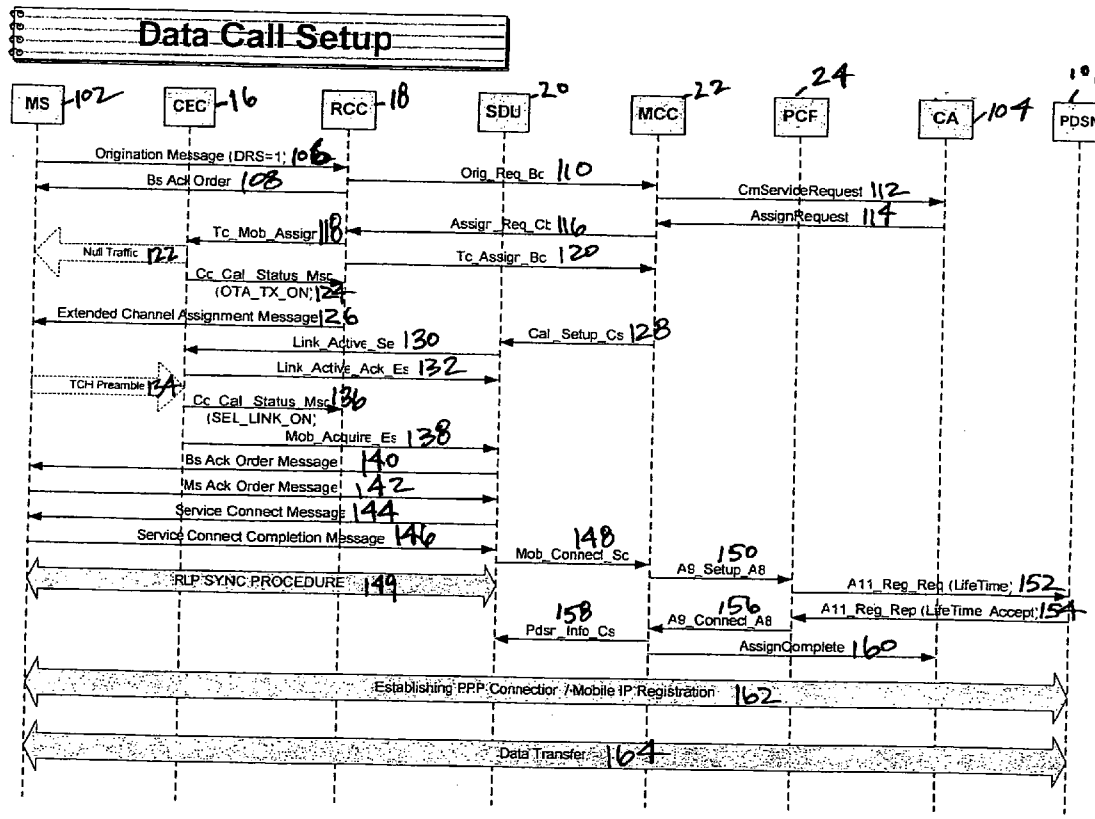 Data Call Setup
MS 102 CEC 16 RCC 18 SDU 20 MCC 22 PCF 24 CA 104 PDSN
Origination Message (DRS=1) 106
Orig_Req_Bc 110
Bs Ack Order 108
CmServiceRequest 112
AssignRequest 114
Assign_Req_Cb 116
Tc_Mob_Assign 118
Tc_Assign_Bc 120
Null Traffic 122
Cc_Cal_Status_Msg
(OTA_TX_ON) 124
Extended Channel Assignment Message 126
Cal_Setup_Cs 128
Link_Active_Se 130
Link_Active_Ack_Es 132
TCH Preamble 134
Cc_Cal_Status_Msg 136
(SEL_LINK_ON)
Mob_Acquire_Es 138
Bs Ack Order Message 140
Ms Ack Order Message 142
Service Connect Message 144
Service Connect Completion Message 146
148
Mob_Connect_Sc
150
A9_Setup_A8
RLP SYNC PROCEDURE 149
A11_Reg_Req (LifeTime) 152
A11_Reg_Rep (LifeTime Accept) 154
156
A9_Connect_A8
158
Pdsn_Info_Cs
AssignComplete 160
Establishing PPP Connection / Mobile IP Registration 162
Data Transfer 164